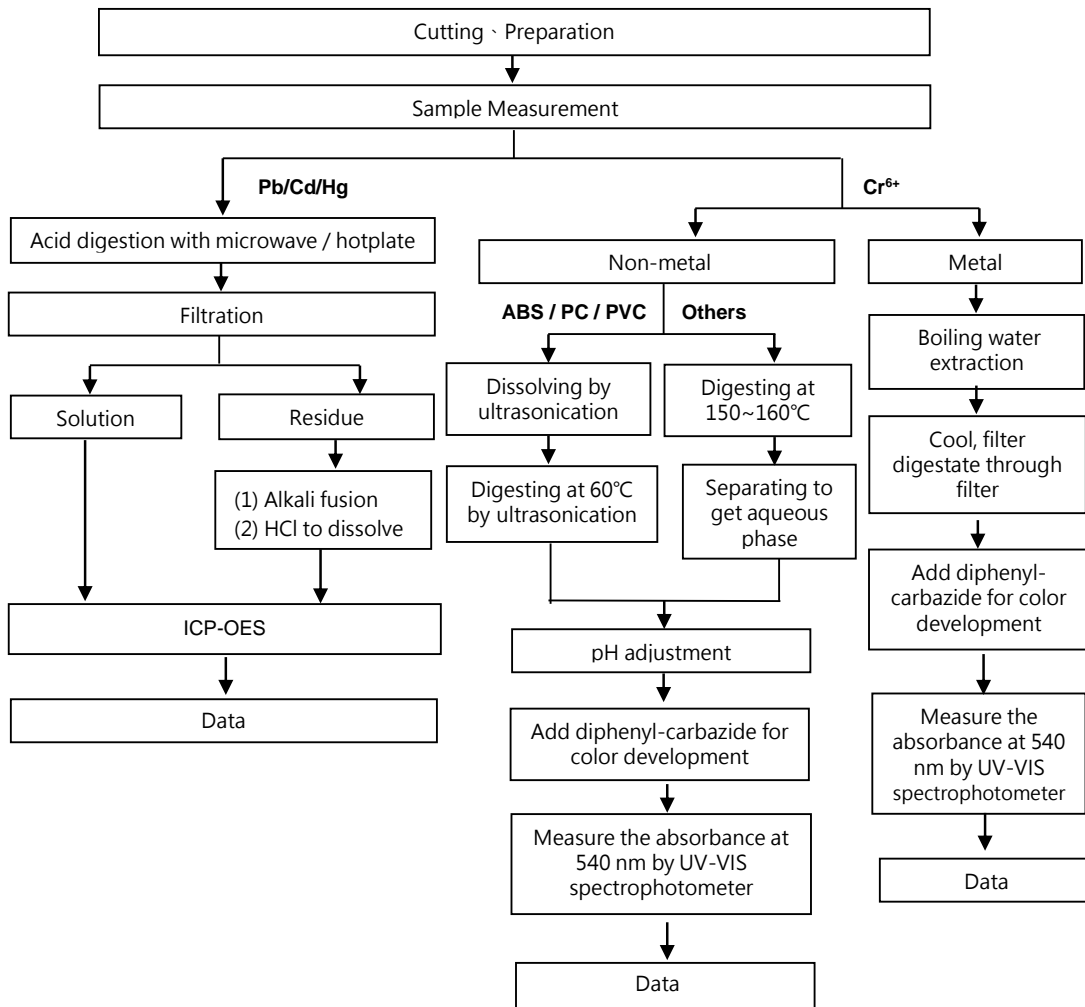 Cutting、Preparation
Sample Measurement
Pb/Cd/Hg
Cr⁶⁺
Acid digestion with microwave / hotplate
Non-metal
Metal
Filtration
ABS / PC / PVC
Others
Boiling water
extraction
Dissolving by
ultrasonication
Digesting at
150~160℃
Solution
Residue
Cool, filter
digestate through
filter
(1) Alkali fusion
(2) HCl to dissolve
Digesting at 60℃
by ultrasonication
Separating to
get aqueous
phase
Add diphenyl-
carbazide for color
development
ICP-OES
pH adjustment
Data
Add diphenyl-carbazide for
color development
Measure the
absorbance at 540
nm by UV-VIS
spectrophotometer
Measure the absorbance at
540 nm by UV-VIS
spectrophotometer
Data
Data